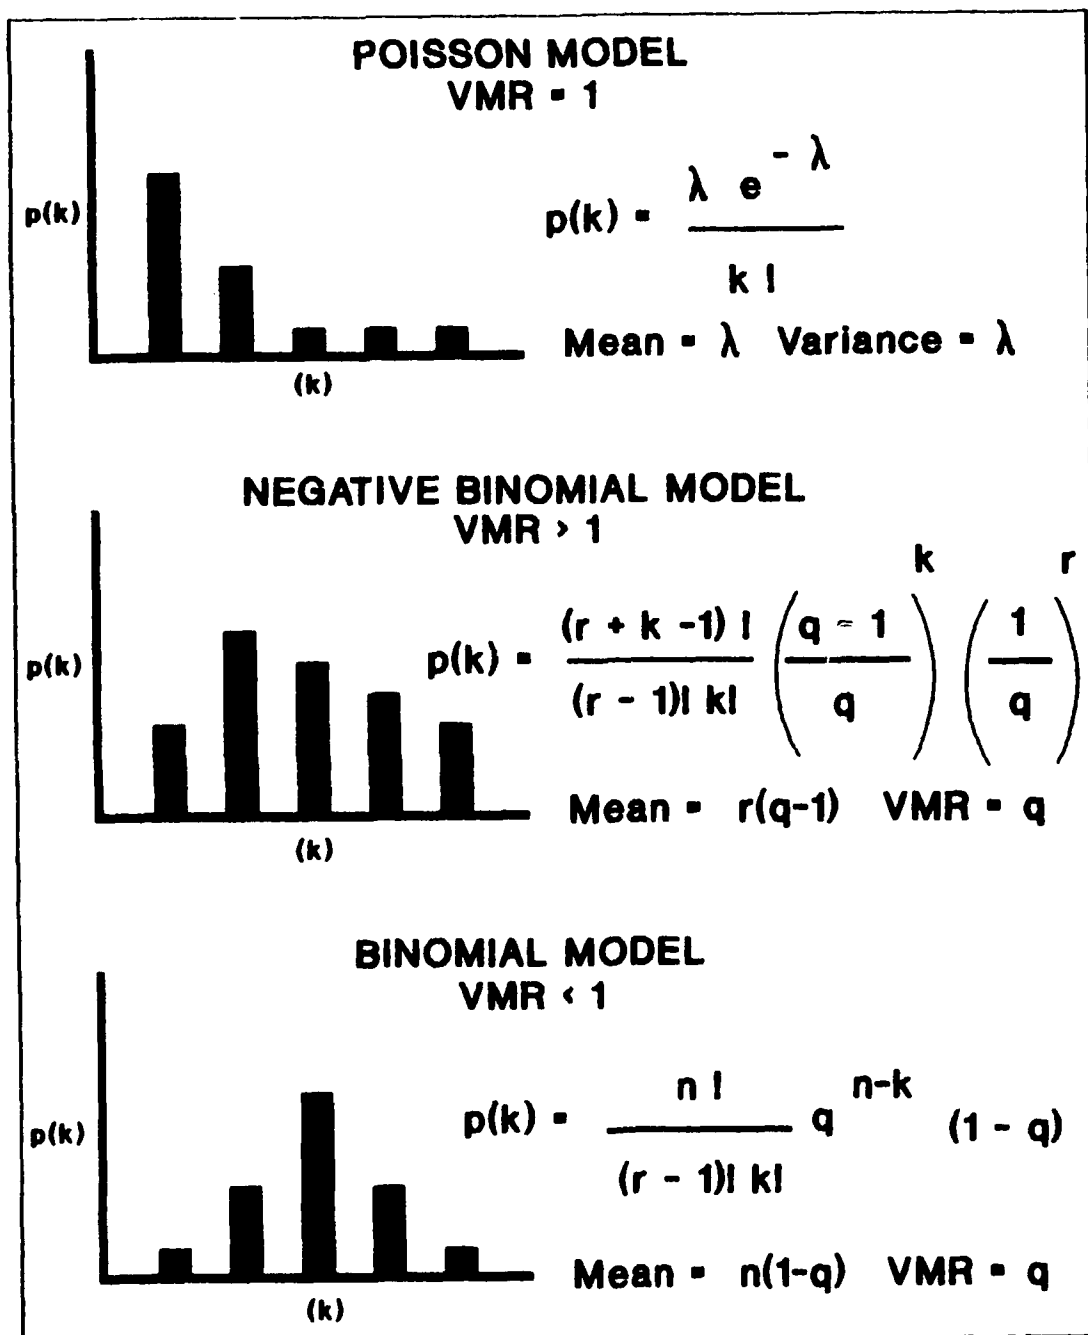 POISSON MODEL
VMR = 1
p(k)
p(k) = λ e^{-λ} / k !
Mean = λ Variance = λ
(k)
NEGATIVE BINOMIAL MODEL
VMR > 1
p(k)
p(k) = (r + k -1) ! / (r - 1)! k! (q - 1 / q)^k (1 / q)^r
Mean = r(q-1) VMR = q
(k)
BINOMIAL MODEL
VMR < 1
p(k)
p(k) = n ! / (r - 1)! k! q^{n-k} (1 - q)
Mean = n(1-q) VMR = q
(k)